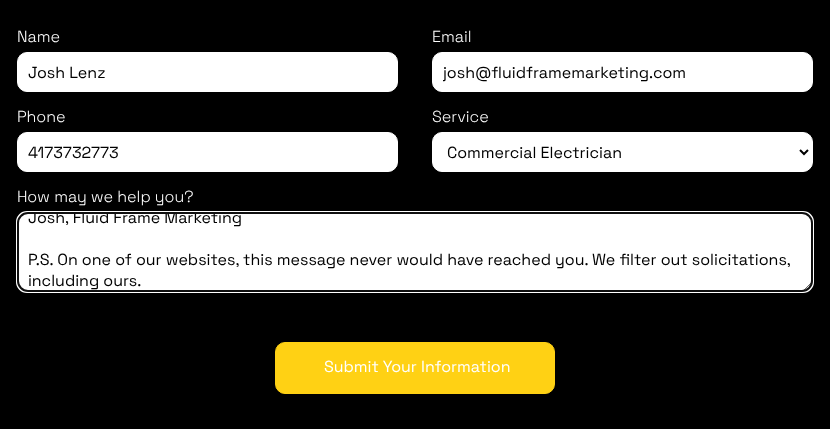 Name
Email
Josh Lenz
josh@fluidframemarketing.com
Phone
Service
4173732773
Commercial Electrician
How may we help you?
Josh, Fluid Frame Marketing
P.S. On one of our websites, this message never would have reached you. We filter out solicitations,
including ours.
Submit Your Information